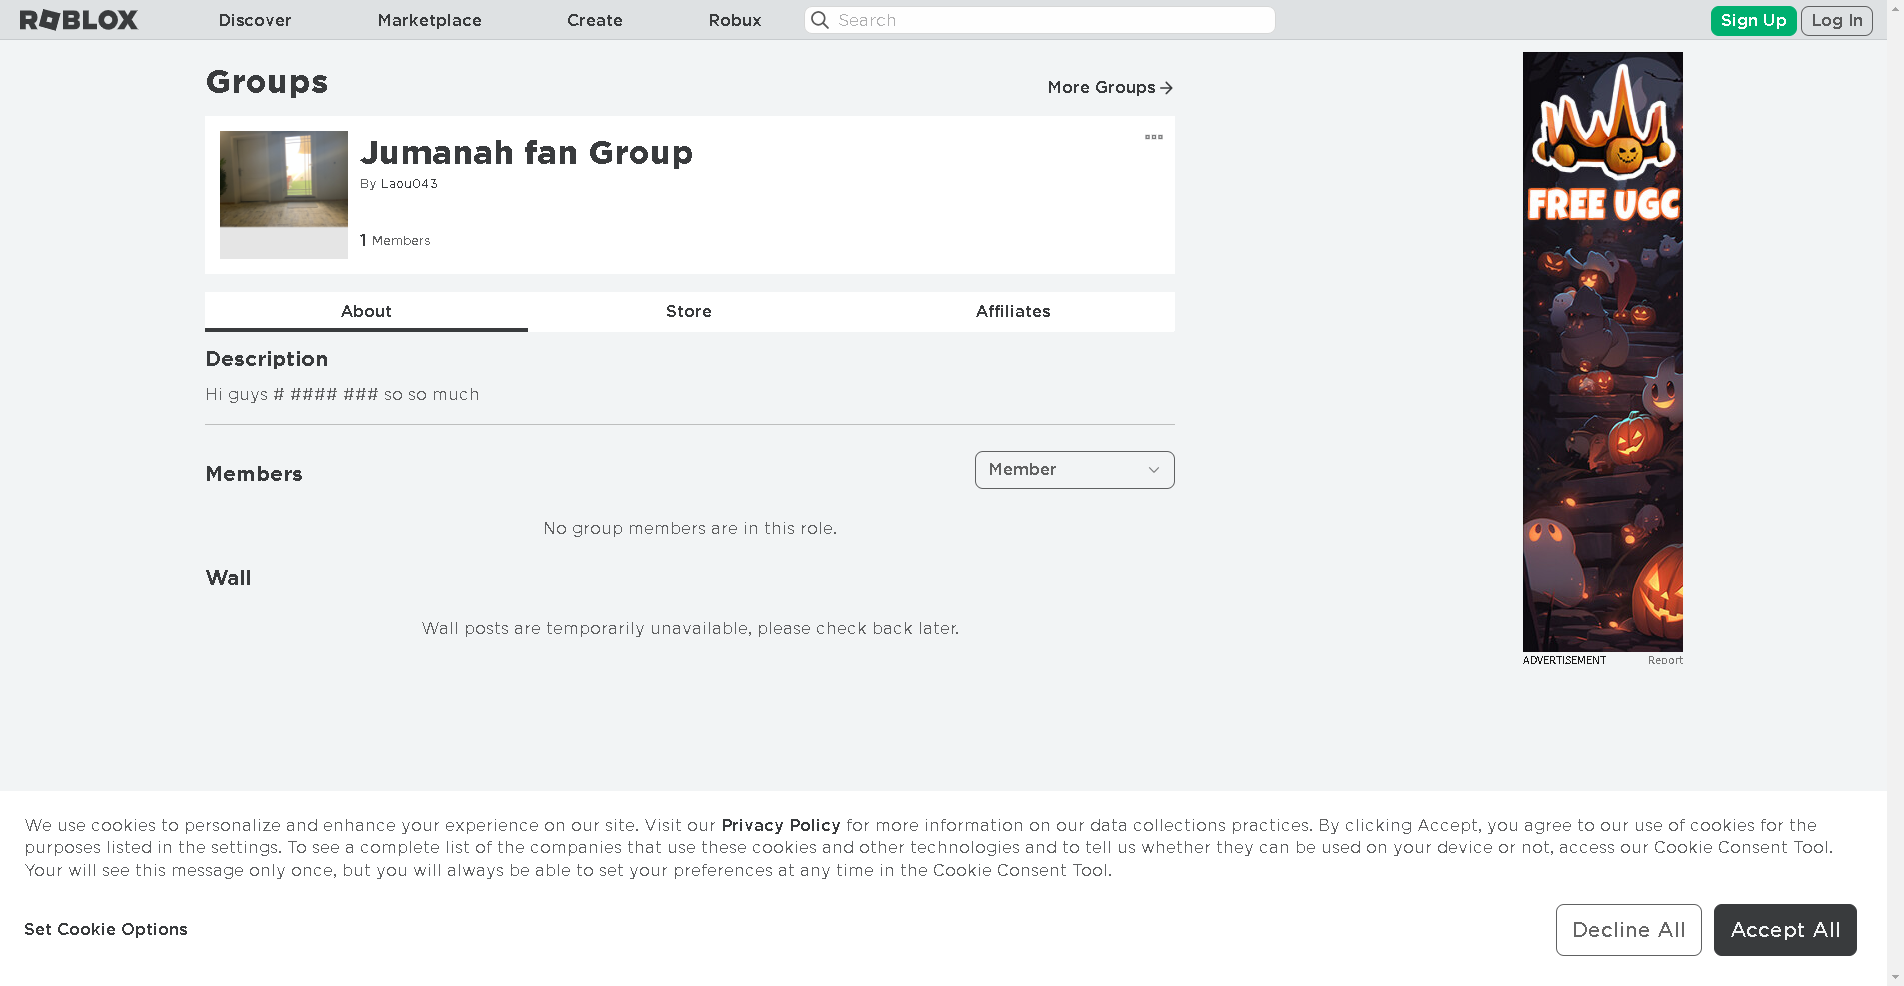 ROBLOX Discover Marketplace Create Robux Search Sign Up Log In
Groups
More Groups
Jumanah fan Group
By Laou043
1 Members
About Store Affiliates
Description
Hi guys # #### ### so so much
Members
Member
No group members are in this role.
Wall
Wall posts are temporarily unavailable, please check back later.
FREE UGC
ADVERTISEMENT Report
We use cookies to personalize and enhance your experience on our site. Visit our Privacy Policy for more information on our data collections practices. By clicking Accept, you agree to our use of cookies for the
purposes listed in the settings. To see a complete list of the companies that use these cookies and other technologies and to tell us whether they can be used on your device or not, access our Cookie Consent Tool.
Your will see this message only once, but you will always be able to set your preferences at any time in the Cookie Consent Tool.
Set Cookie Options
Decline All
Accept All